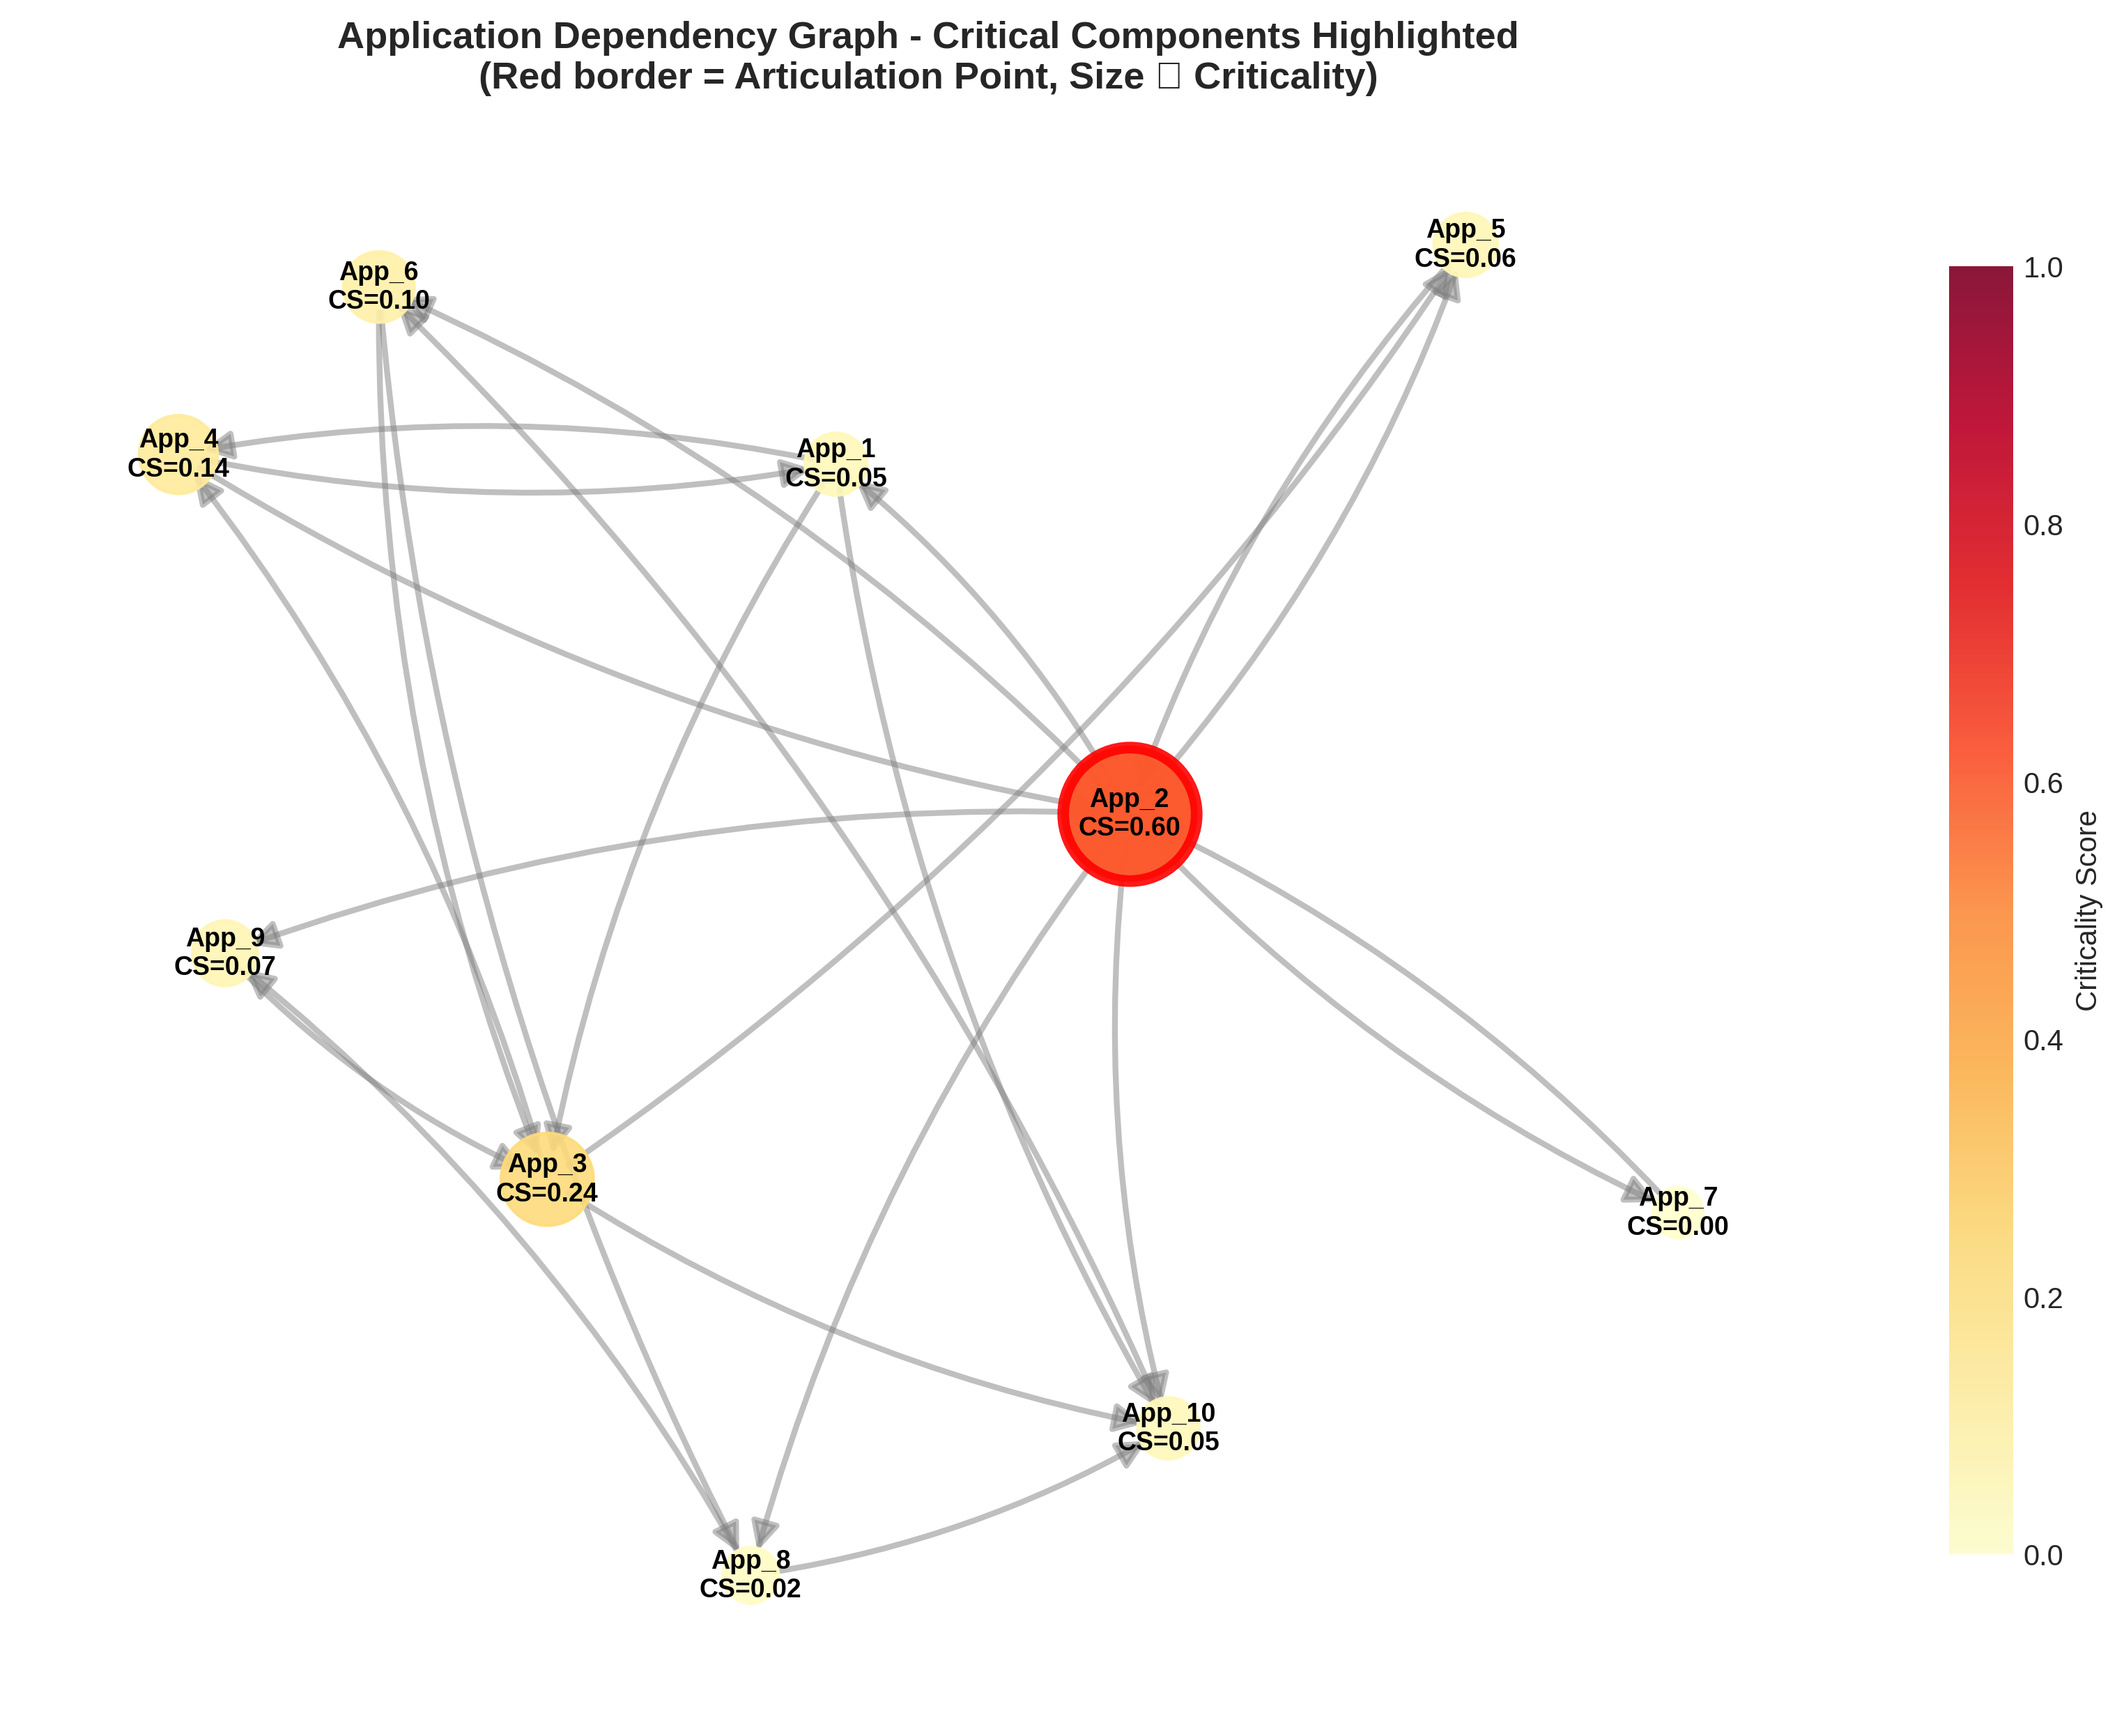 Application Dependency Graph - Critical Components Highlighted
(Red border = Articulation Point, Size □ Criticality)
App_5
CS=0.06
App_6
CS=0.10
App_4
CS=0.14
App_1
CS=0.05
App_2
CS=0.60
App_9
CS=0.07
App_3
CS=0.24
App_7
CS=0.00
App_10
CS=0.05
App_8
CS=0.02
1.0
0.8
0.6
0.4
0.2
0.0
Criticality Score